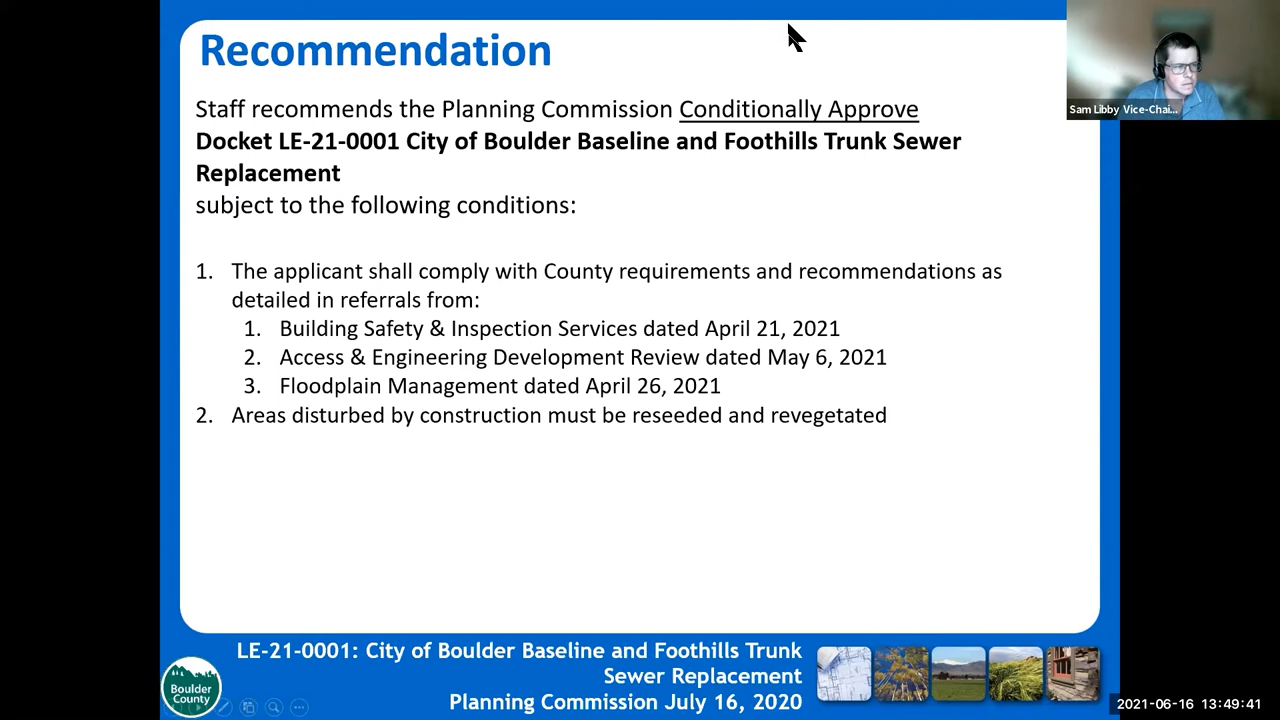 Recommendation
Staff recommends the Planning Commission Conditionally Approve
Docket LE-21-0001 City of Boulder Baseline and Foothills Trunk Sewer
Replacement
subject to the following conditions:
1. The applicant shall comply with County requirements and recommendations as
detailed in referrals from:
1. Building Safety & Inspection Services dated April 21, 2021
2. Access & Engineering Development Review dated May 6, 2021
3. Floodplain Management dated April 26, 2021
2. Areas disturbed by construction must be reseeded and revegetated
Sam Libby Vice-Chai...
LE-21-0001: City of Boulder Baseline and Foothills Trunk
Sewer Replacement
Planning Commission July 16, 2020
Boulder
County
2021-06-16 13:49:41